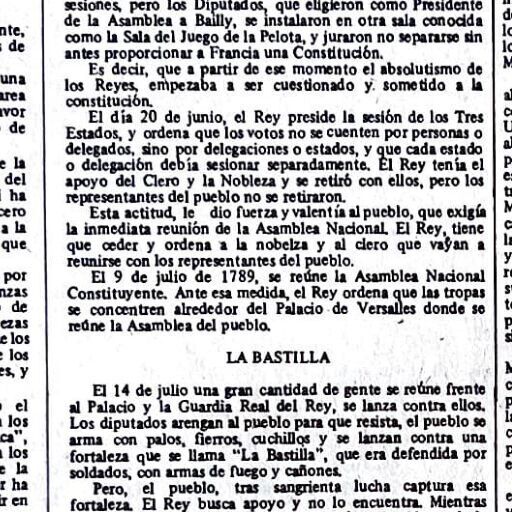 sesiones, pero los Diputados, que eligieron como Presidente
de la Asamblea a Bailly, se instalaron en otra sala conocida
como la Sala del Juego de la Pelota, y juraron no separarse sin
antes proporcionar a Francia una Constitución.
Es decir, que a partir de ese momento el absolutismo de
los Reyes, empezaba a ser cuestionado y sometido a la
constitución.
El día 20 de junio, el Rey preside la sesión de los Tres
Estados, y ordena que los votos no se cuenten por personas o
delegados, sino por delegaciones o estados, y que cada estado
o delegación debía sesionar separadamente. El Rey tenía el
apoyo del Clero y la Nobleza y se retiró con ellos, pero los
representantes del pueblo no se retiraron.
Esta actitud, le dio fuerza y valentía al pueblo, que exigía
la inmediata reunión de la Asamblea Nacional. El Rey, tiene
que ceder y ordena a la nobelza y al clero que vayan a
reunirse con los representantes del pueblo.
El 9 de julio de 1789, se reúne la Asamblea Nacional
Constituyente. Ante esa medida, el Rey ordena que las tropas
se concentren alrededor del Palacio de Versalles donde se
reúne la Asamblea del pueblo.
LA BASTILLA
El 14 de julio una gran cantidad de gente se reúne frente
al Palacio y la Guardia Real del Rey, se lanza contra ellos.
Los diputados arengan al pueblo para que resista, el pueblo se
arma con palos, fierros, cuchillos y se lanzan contra una
fortaleza que se llama "La Bastilla", que era defendida por
soldados, con armas de fuego y cañones.
Pero, el pueblo, tras sangrienta lucha captura esa
fortaleza. El Rey busca apoyo y no lo encuentra. Mientras